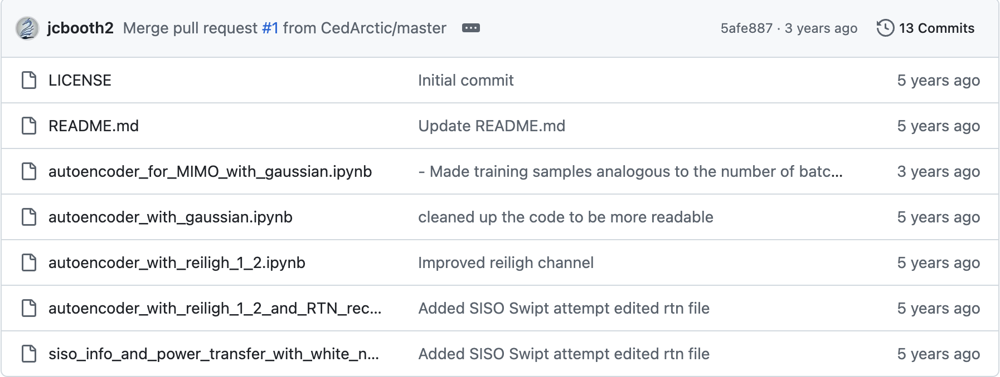 jcbooth2 Merge pull request #1 from CedArctic/master ... 5afe887 · 3 years ago 13 Commits
LICENSE Initial commit 5 years ago
README.md Update README.md 5 years ago
autoencoder_for_MIMO_with_gaussian.ipynb - Made training samples analogous to the number of batc... 3 years ago
autoencoder_with_gaussian.ipynb cleaned up the code to be more readable 5 years ago
autoencoder_with_reiligh_1_2.ipynb Improved reiligh channel 5 years ago
autoencoder_with_reiligh_1_2_and_RTN_rec... Added SISO Swipt attempt edited rtn file 5 years ago
siso_info_and_power_transfer_with_white_n... Added SISO Swipt attempt edited rtn file 5 years ago